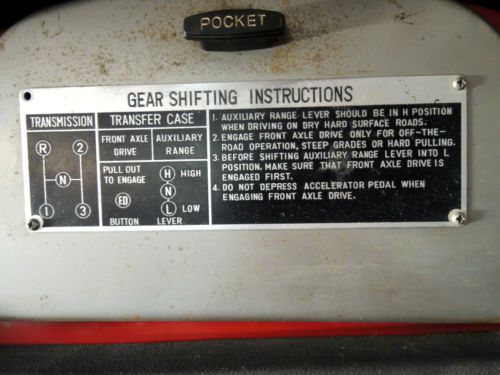 POCKET
GEAR SHIFTING INSTRUCTIONS
TRANSMISSION
R 2
N
1 3
TRANSFER CASE
FRONT AXLE DRIVE
AUXILIARY RANGE
PULL OUT TO ENGAGE
FD
BUTTON
H HIGH
N
L LOW
LEVER
1. AUXILIARY RANGE LEVER SHOULD BE IN H POSITION
WHEN DRIVING ON DRY HARD SURFACE ROADS.
2. ENGAGE FRONT AXLE DRIVE ONLY FOR OFF-THE-
ROAD OPERATION, STEEP GRADES OR HARD PULLING.
3. BEFORE SHIFTING AUXILIARY RANGE LEVER INTO L
POSITION. MAKE SURE THAT FRONT AXLE DRIVE IS
ENGAGED FIRST.
4. DO NOT DEPRESS ACCELERATOR PEDAL WHEN
ENGAGING FRONT AXLE DRIVE.